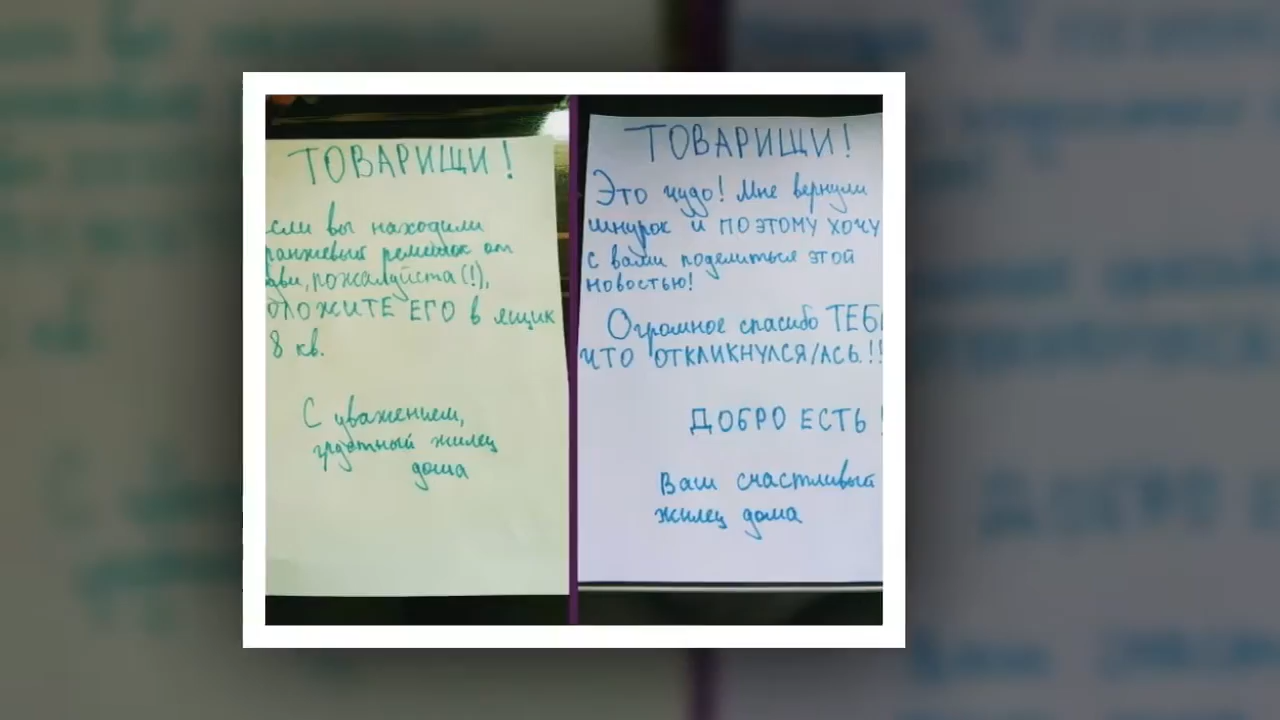 ТОВАРИЩИ!
сли вы находили
ранжевый ремешок от
пожалуйста(!),
ОЛОЖИТЕ ЕГО в ящик
8 кв.
С уважением,
грустный жилец
дома
ТОВАРИЩИ!
Это чудо! Мне вернули
шнурок и ПОЭТОМУ ХОЧУ
с вами поделиться этой
новостью!
Огромное спасибо ТЕБ
ЧТО ОТКЛИКНУЛСЯ/АСЬ!!
ДОБРО ЕСТЬ!
Ваш счастливый
жилец дома